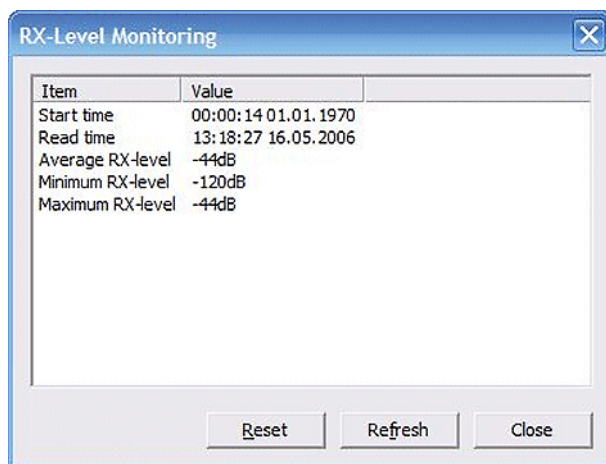 RX-Level Monitoring
Item Value
Start time 00:00:14 01.01.1970
Read time 13:18:27 16.05.2006
Average RX-level -44dB
Minimum RX-level -120dB
Maximum RX-level -44dB
Reset Refresh Close